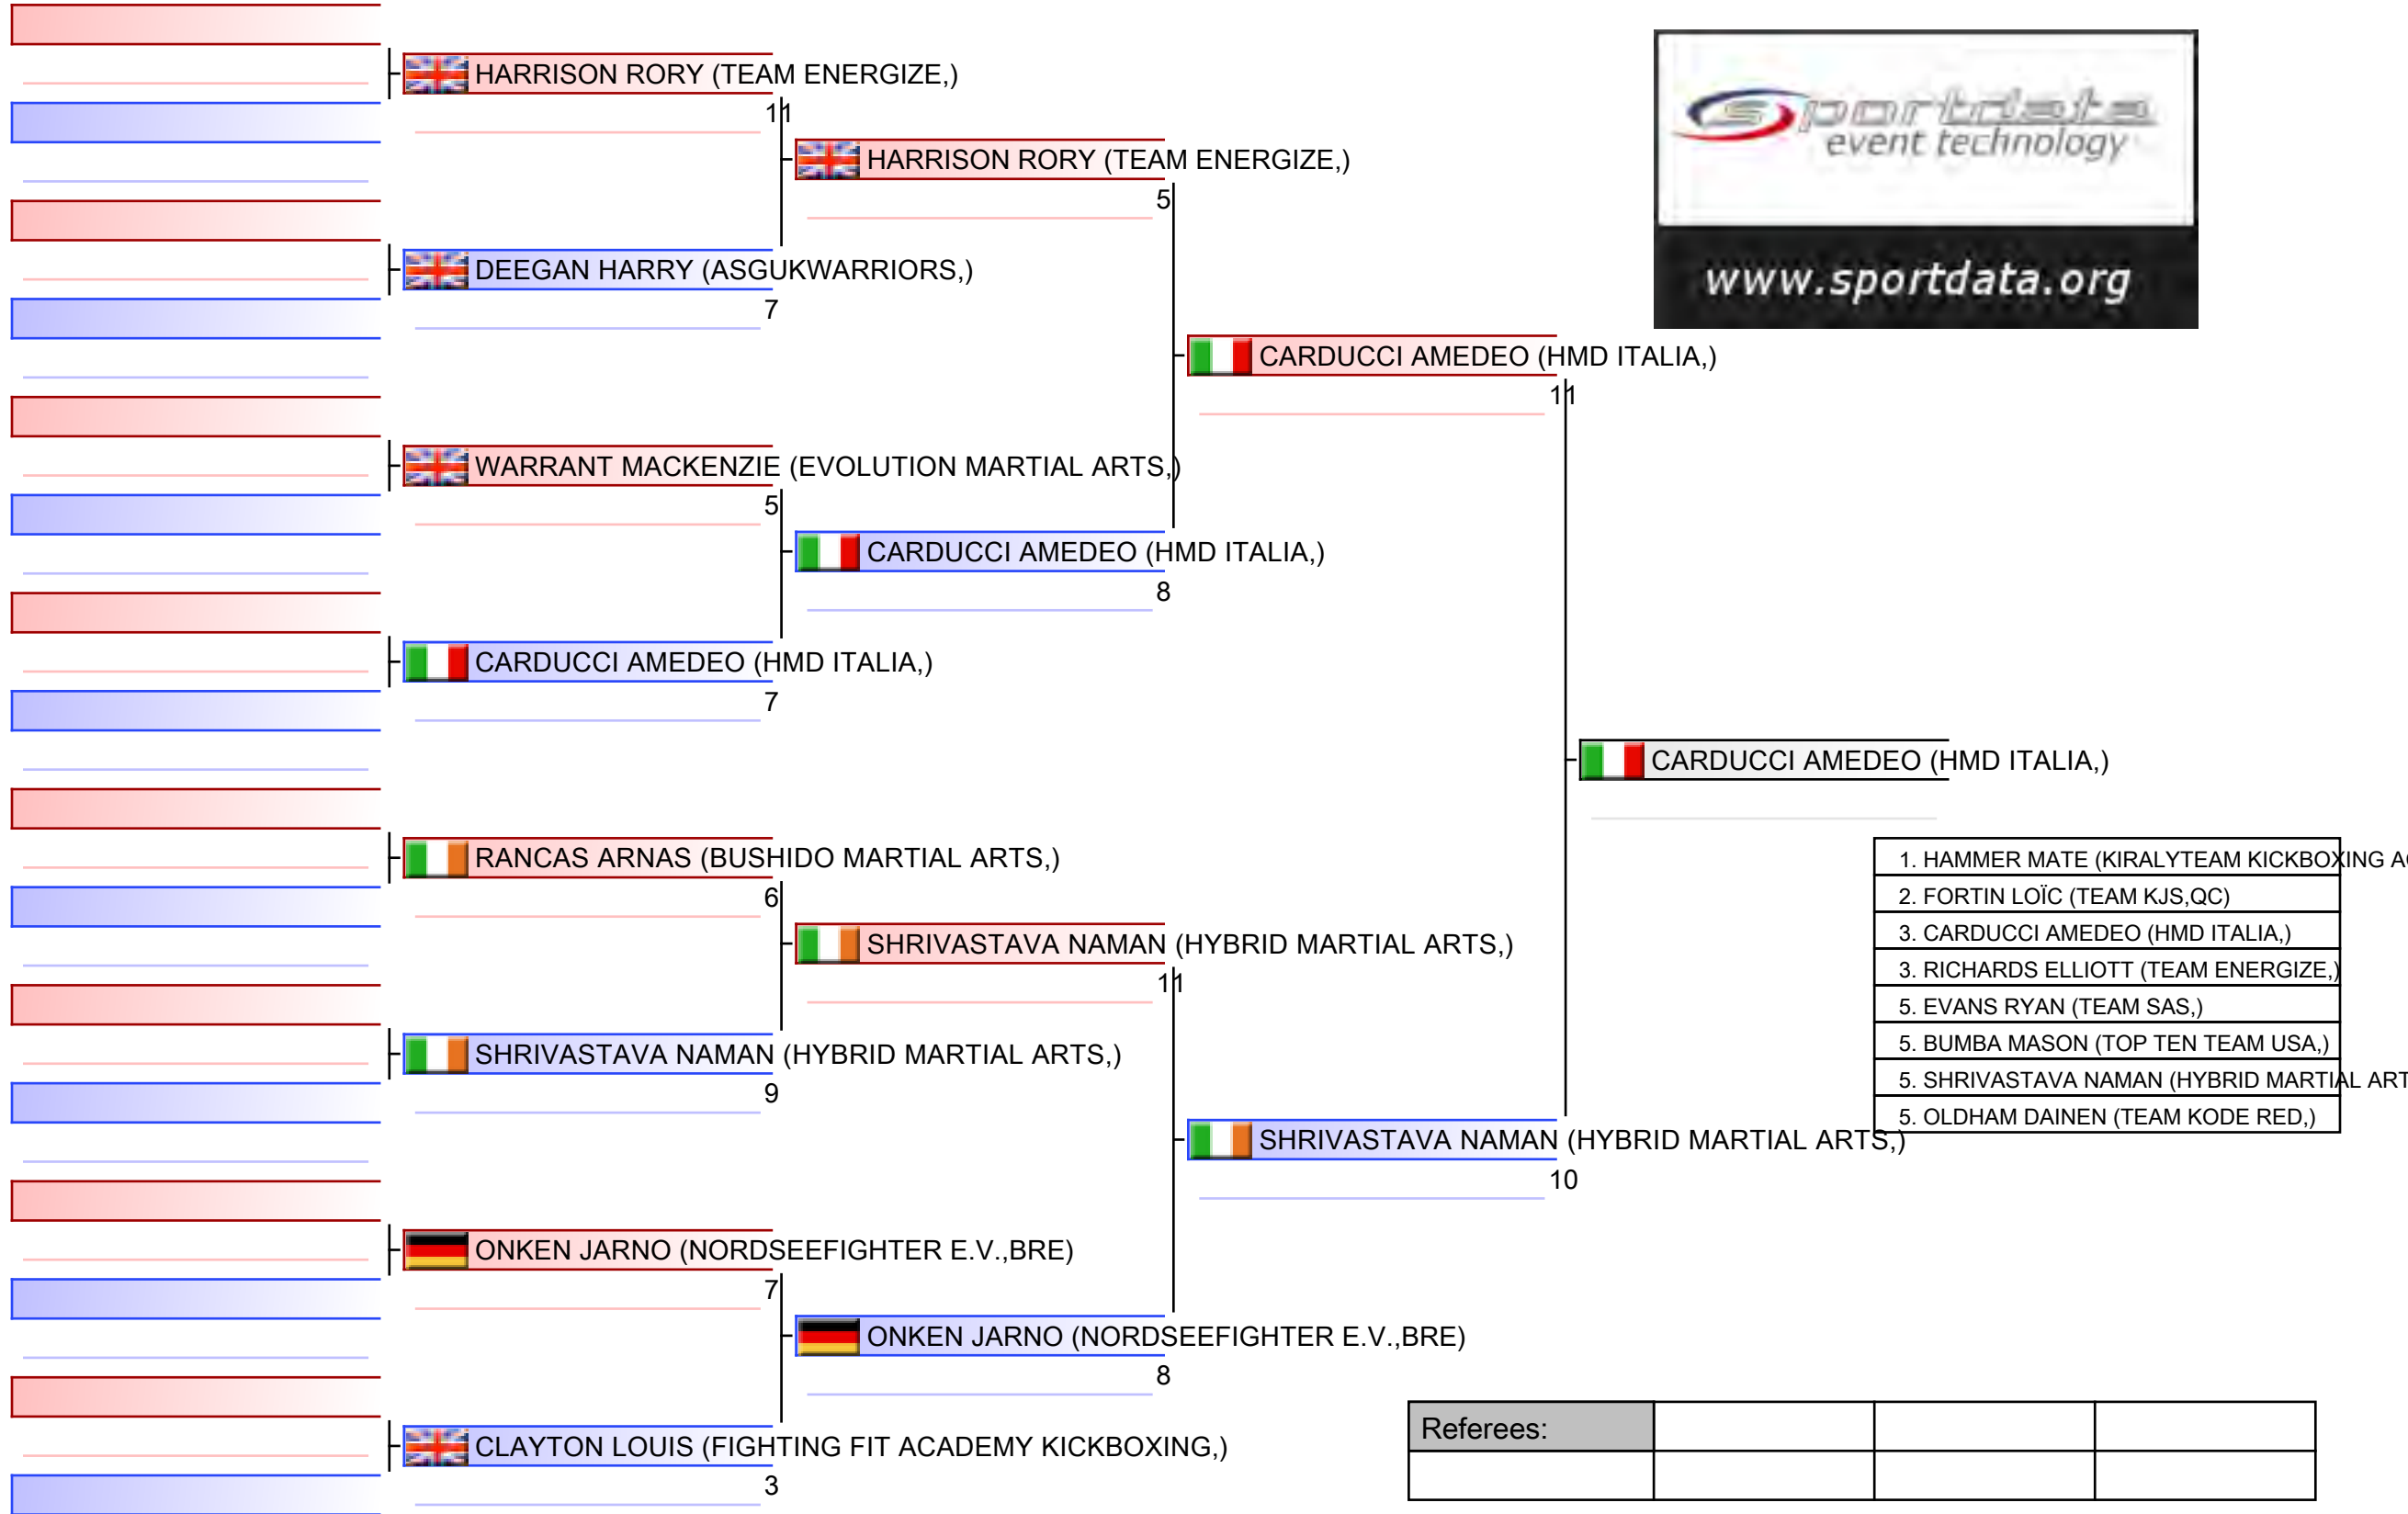 HARRISON RORY (TEAM ENERGIZE,)
11
HARRISON RORY (TEAM ENERGIZE,)
5
DEEGAN HARRY (ASGUKWARRIORS,)
7
sportdata
event technology
www.sportdata.org
CARDUCCI AMEDEO (HMD ITALIA,)
11
WARRANT MACKENZIE (EVOLUTION MARTIAL ARTS,)
5
CARDUCCI AMEDEO (HMD ITALIA,)
8
CARDUCCI AMEDEO (HMD ITALIA,)
7
CARDUCCI AMEDEO (HMD ITALIA,)
RANCAS ARNAS (BUSHIDO MARTIAL ARTS,)
6
SHRIVASTAVA NAMAN (HYBRID MARTIAL ARTS,)
11
SHRIVASTAVA NAMAN (HYBRID MARTIAL ARTS,)
9
SHRIVASTAVA NAMAN (HYBRID MARTIAL ARTS,)
10
1. HAMMER MATE (KIRALYTEAM KICKBOXING
2. FORTIN LOÏC (TEAM KJS,QC)
3. CARDUCCI AMEDEO (HMD ITALIA,)
3. RICHARDS ELLIOTT (TEAM ENERGIZE,)
5. EVANS RYAN (TEAM SAS,)
5. BUMBA MASON (TOP TEN TEAM USA,)
5. SHRIVASTAVA NAMAN (HYBRID MARTIAL ART
5. OLDHAM DAINEN (TEAM KODE RED,)
ONKEN JARNO (NORDSEEFIGHTER E.V.,BRE)
7
ONKEN JARNO (NORDSEEFIGHTER E.V.,BRE)
8
CLAYTON LOUIS (FIGHTING FIT ACADEMY KICKBOXING,)
3
Referees: